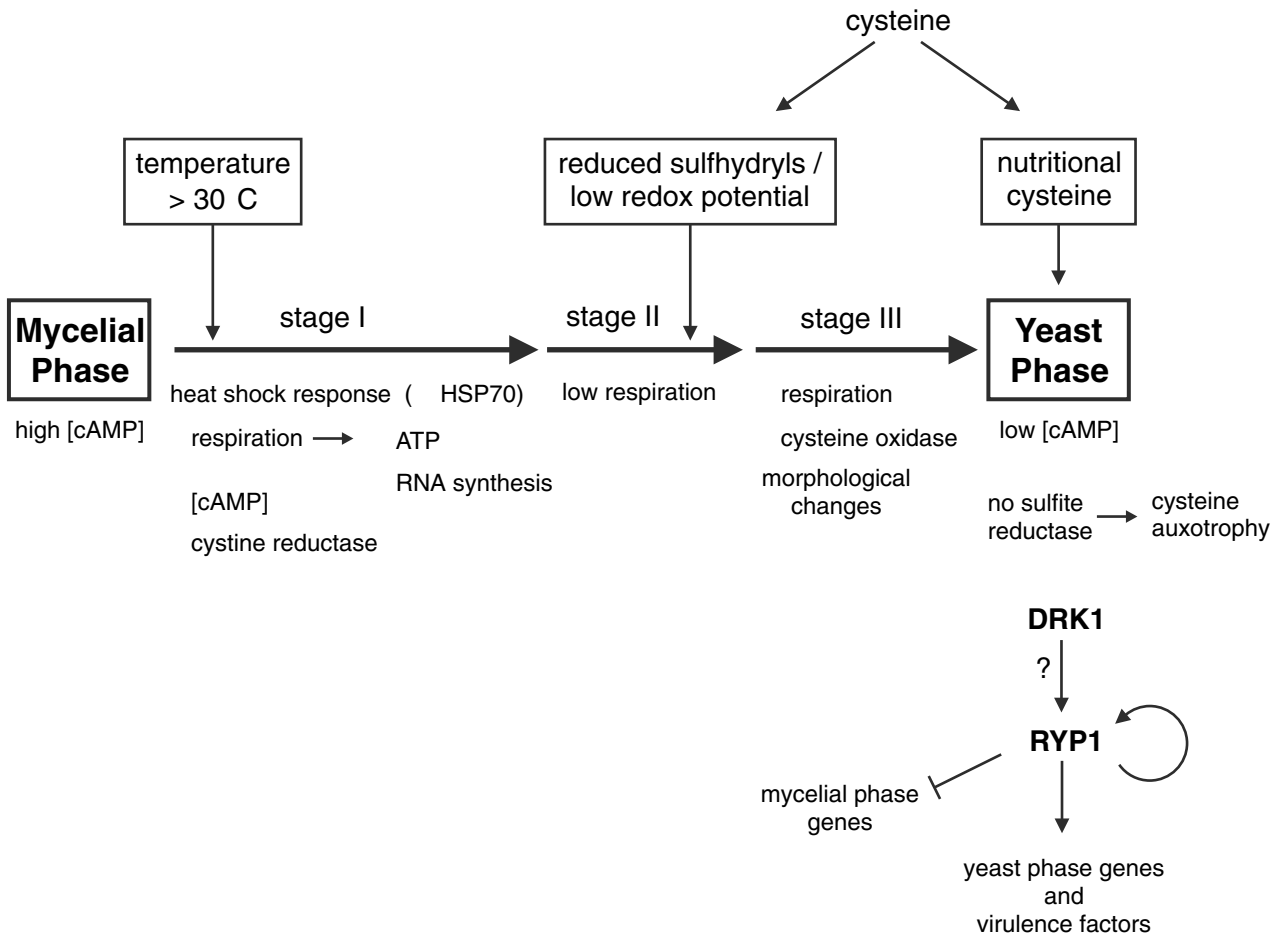 cysteine
temperature
> 30 C
reduced sulfhydryls /
low redox potential
nutritional
cysteine
Mycelial
Phase
stage I
stage II
stage III
Yeast
Phase
high [cAMP]
heat shock response ( HSP70)
respiration
ATP
RNA synthesis
[cAMP]
cystine reductase
low respiration
respiration
cysteine oxidase
morphological
changes
low [cAMP]
no sulfite
reductase
cysteine
auxotrophy
DRK1
?
RYP1
mycelial phase
genes
yeast phase genes
and
virulence factors